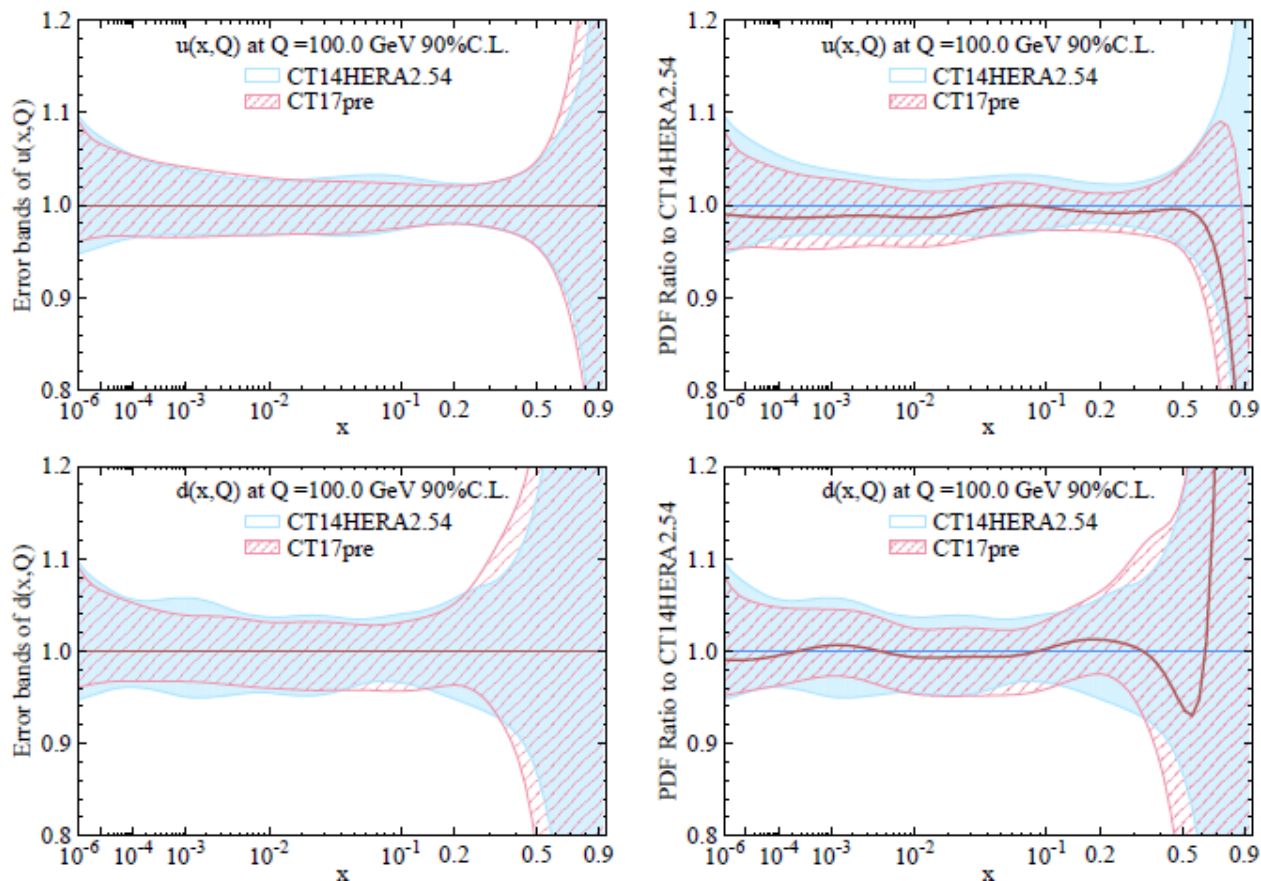 u(x,Q) at Q =100.0 GeV 90%C.L.
CT14HERA2.54
CT17pre
Error bands of u(x,Q)
1.2
1.1
1.0
0.9
0.8
10^-6 10^-4 10^-3 10^-2 10^-1 0.2 0.5 0.9
x
u(x,Q) at Q =100.0 GeV 90%C.L.
CT14HERA2.54
CT17pre
PDF Ratio to CT14HERA2.54
1.2
1.1
1.0
0.9
0.8
10^-6 10^-4 10^-3 10^-2 10^-1 0.2 0.5 0.9
x
d(x,Q) at Q =100.0 GeV 90%C.L.
CT14HERA2.54
CT17pre
Error bands of d(x,Q)
1.2
1.1
1.0
0.9
0.8
10^-6 10^-4 10^-3 10^-2 10^-1 0.2 0.5 0.9
x
d(x,Q) at Q =100.0 GeV 90%C.L.
CT14HERA2.54
CT17pre
PDF Ratio to CT14HERA2.54
1.2
1.1
1.0
0.9
0.8
10^-6 10^-4 10^-3 10^-2 10^-1 0.2 0.5 0.9
x